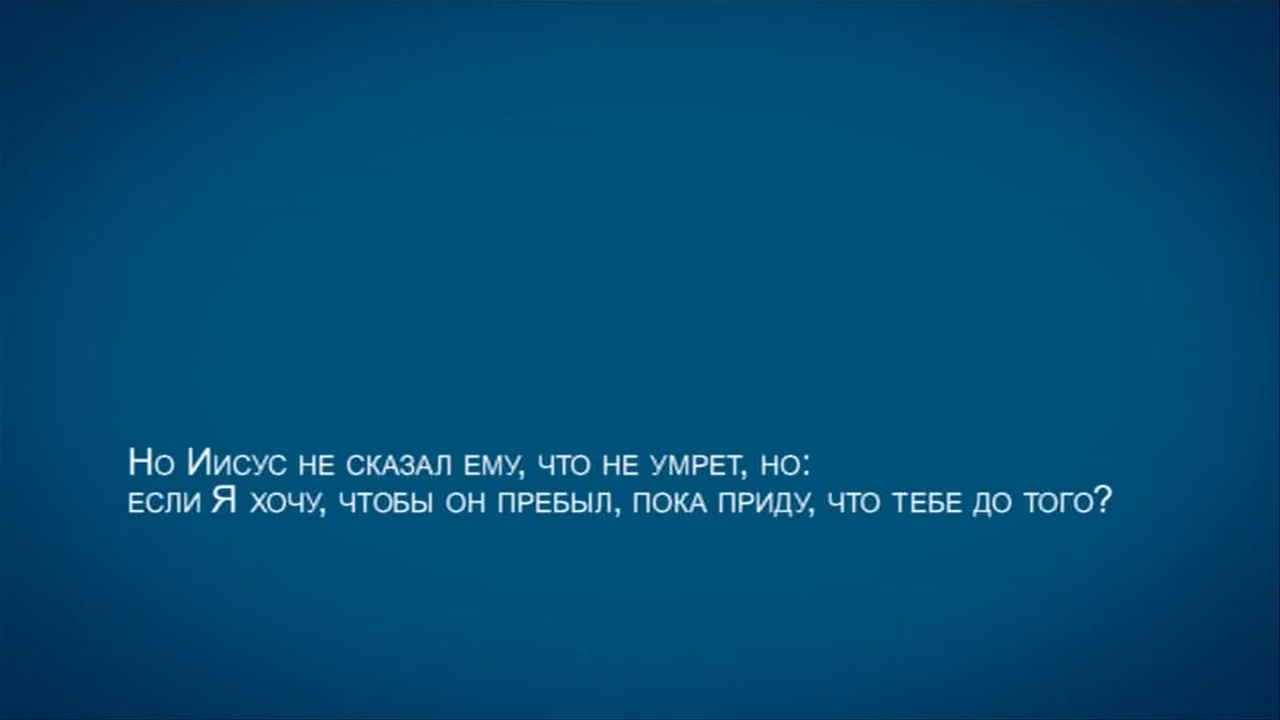 Но Иисус не сказал ему, что не умрет, но:
если Я хочу, чтобы он пребыл, пока приду, что тебе до того?